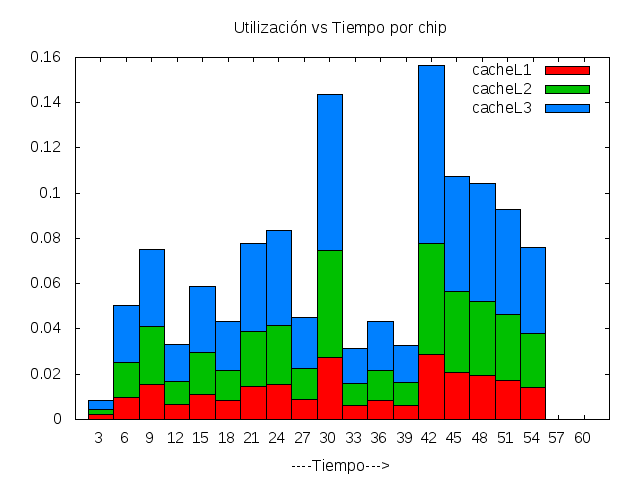 Utilización vs Tiempo por chip
0.16
0.14
0.12
0.1
0.08
0.06
0.04
0.02
0
cacheL1
cacheL2
cacheL3
3 6 9 12 15 18 21 24 27 30 33 36 39 42 45 48 51 54 57 60
----Tiempo--->